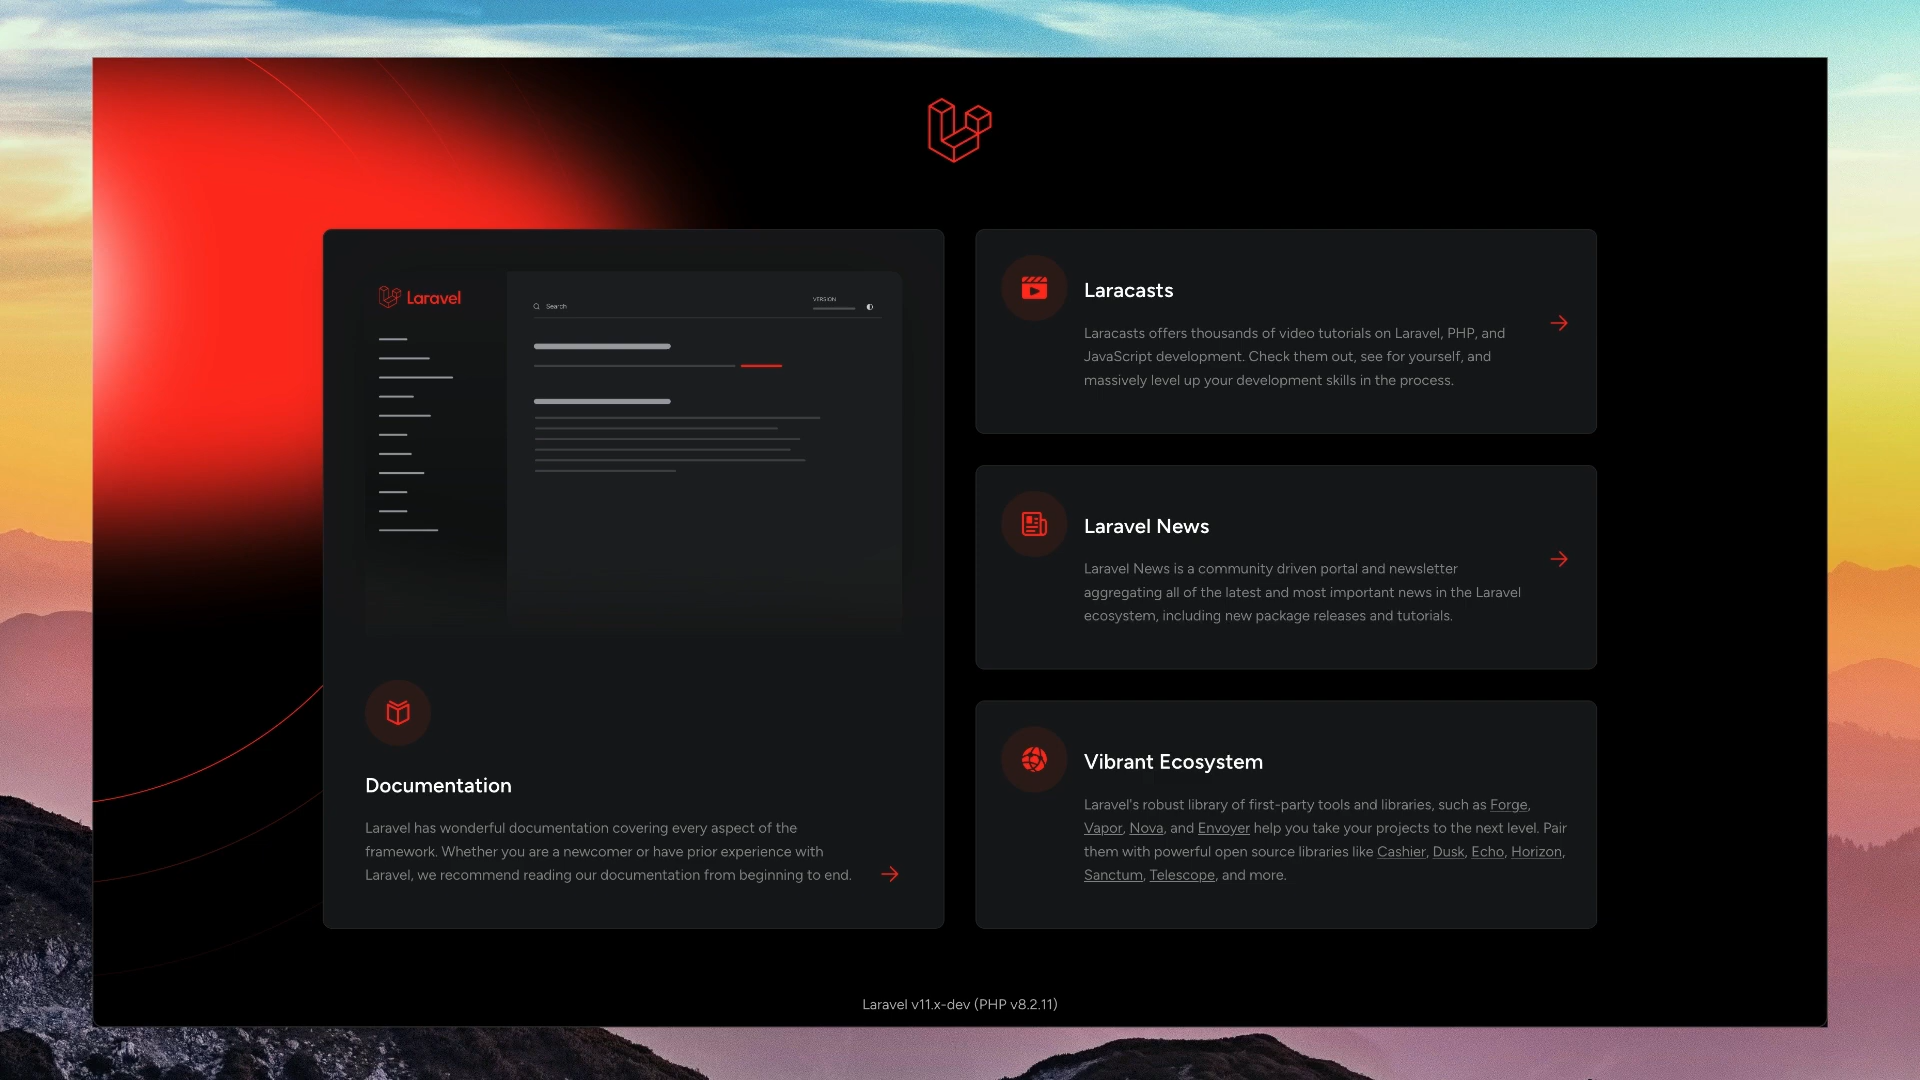 Laravel
Search
VERSION
Documentation
Laravel has wonderful documentation covering every aspect of the
framework. Whether you are a newcomer or have prior experience with
Laravel, we recommend reading our documentation from beginning to end.
Laracasts
Laracasts offers thousands of video tutorials on Laravel, PHP, and
JavaScript development. Check them out, see for yourself, and
massively level up your development skills in the process.
Laravel News
Laravel News is a community driven portal and newsletter
aggregating all of the latest and most important news in the Laravel
ecosystem, including new package releases and tutorials.
Vibrant Ecosystem
Laravel's robust library of first-party tools and libraries, such as Forge,
Vapor, Nova, and Envoyer help you take your projects to the next level. Pair
them with powerful open source libraries like Cashier, Dusk, Echo, Horizon,
Sanctum, Telescope, and more.
Laravel v11.x-dev (PHP v8.2.11)